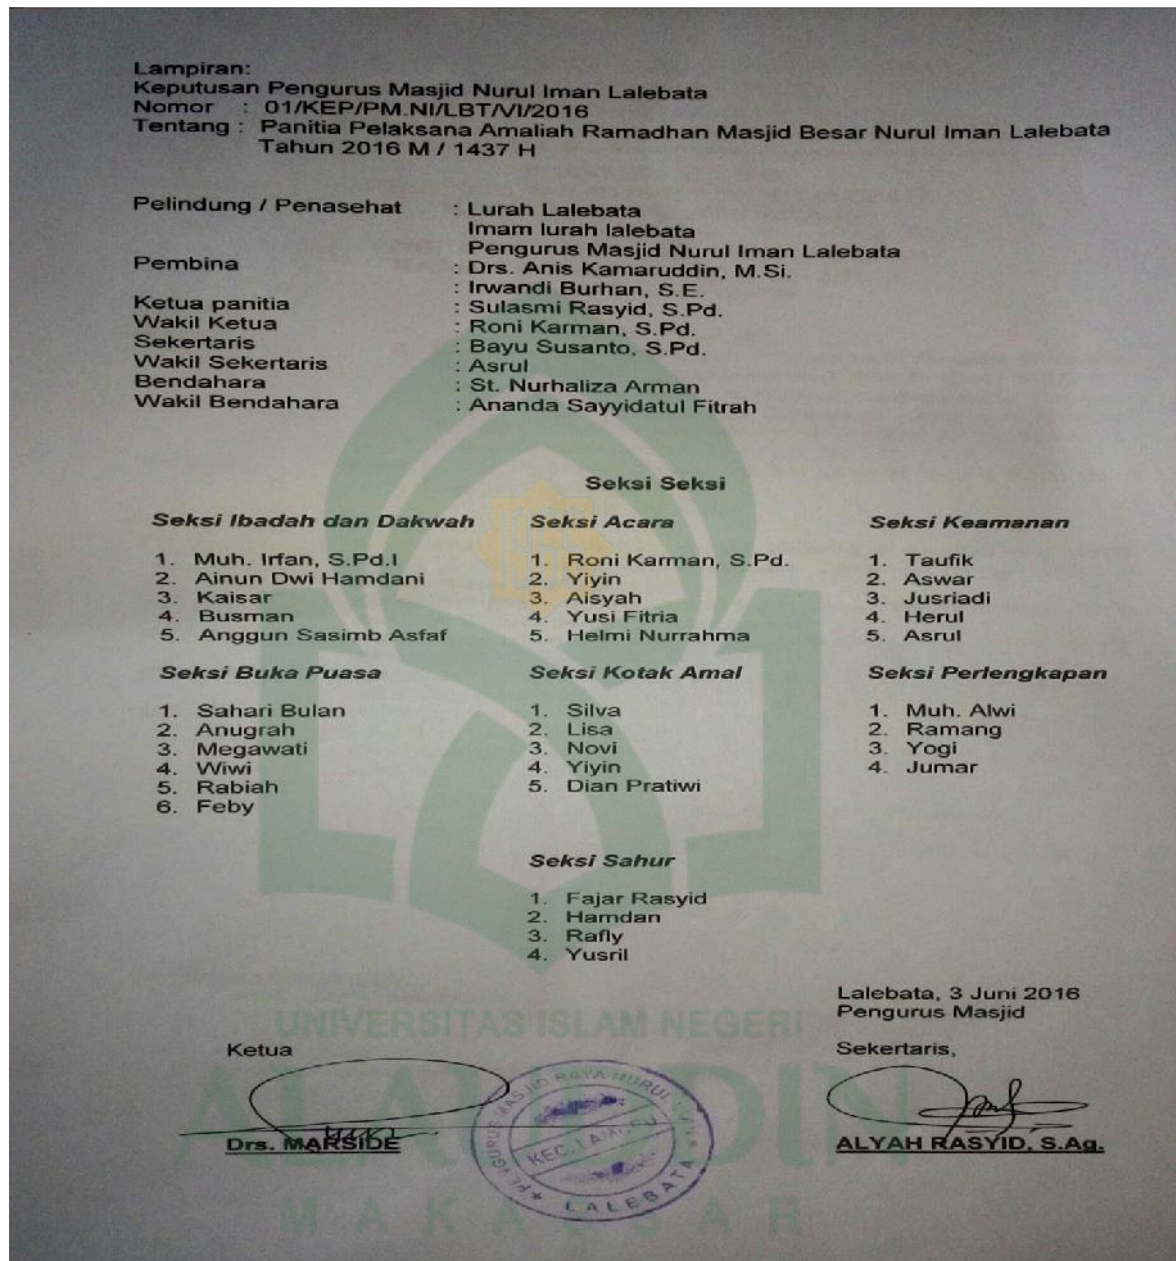 Lampiran:
Keputusan Pengurus Masjid Nurul Iman Lalebata
Nomor : 01/KEP/PM.NI/LBT/VI/2016
Tentang : Panitia Pelaksana Amaliah Ramadhan Masjid Besar Nurul Iman Lalebata
Tahun 2016 M / 1437 H
Pelindung / Penasehat : Lurah Lalebata
Imam lurah lalebata
Pengurus Masjid Nurul Iman Lalebata
Pembina : Drs. Anis Kamaruddin, M.Si.
: Irwandi Burhan, S.E.
Ketua panitia : Sulasmi Rasyid, S.Pd.
Wakil Ketua : Roni Karman, S.Pd.
Sekertaris : Bayu Susanto, S.Pd.
Wakil Sekertaris : Asrul
Bendahara : St. Nurhaliza Arman
Wakil Bendahara : Ananda Sayyidatul Fitrah
Seksi Seksi
Seksi Ibadah dan Dakwah
1. Muh. Irfan, S.Pd.I
2. Ainun Dwi Hamdani
3. Kaisar
4. Busman
5. Anggun Sasimb Asfaf
Seksi Acara
1. Roni Karman, S.Pd.
2. Yiyin
3. Aisyah
4. Yusi Fitria
5. Helmi Nurrahma
Seksi Keamanan
1. Taufik
2. Aswar
3. Jusriadi
4. Herul
5. Asrul
Seksi Buka Puasa
1. Sahari Bulan
2. Anugrah
3. Megawati
4. Wiwi
5. Rabiah
6. Feby
Seksi Kotak Amal
1. Silva
2. Lisa
3. Novi
4. Yiyin
5. Dian Pratiwi
Seksi Perlengkapan
1. Muh. Alwi
2. Ramang
3. Yogi
4. Jumar
Seksi Sahur
1. Fajar Rasyid
2. Hamdan
3. Rafly
4. Yusril
Lalebata, 3 Juni 2016
Pengurus Masjid
Ketua
Sekertaris,
Drs. MARSIDE
ALYAH RASYID, S.Ag.
PENGURUS MASJID RAYA NURUL
KEC.
LALEBATA
UNIVERSITAS ISLAM NEGERI
ALAUDDIN
MAKASSAR